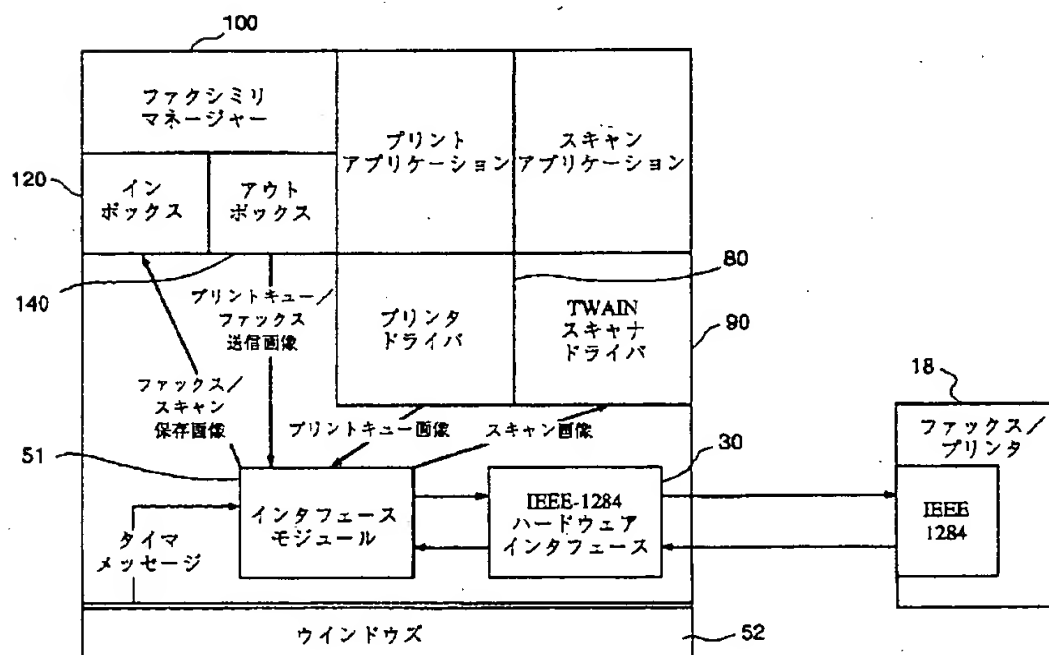 100
ファクシミリ
マネージャー
プリント
アプリケーション
スキャン
アプリケーション
120
イン
ボックス
アウト
ボックス
140
プリントキュー/
ファックス
送信画像
プリンタ
ドライバ
80
TWAIN
スキャナ
ドライバ
90
ファックス/
スキャン
保存画像
プリントキュー画像
スキャン画像
18
ファックス/
プリンタ
51
インタフェース
モジュール
30
IEEE-1284
ハードウェア
インタフェース
IEEE
1284
タイマ
メッセージ
ウインドウズ
52